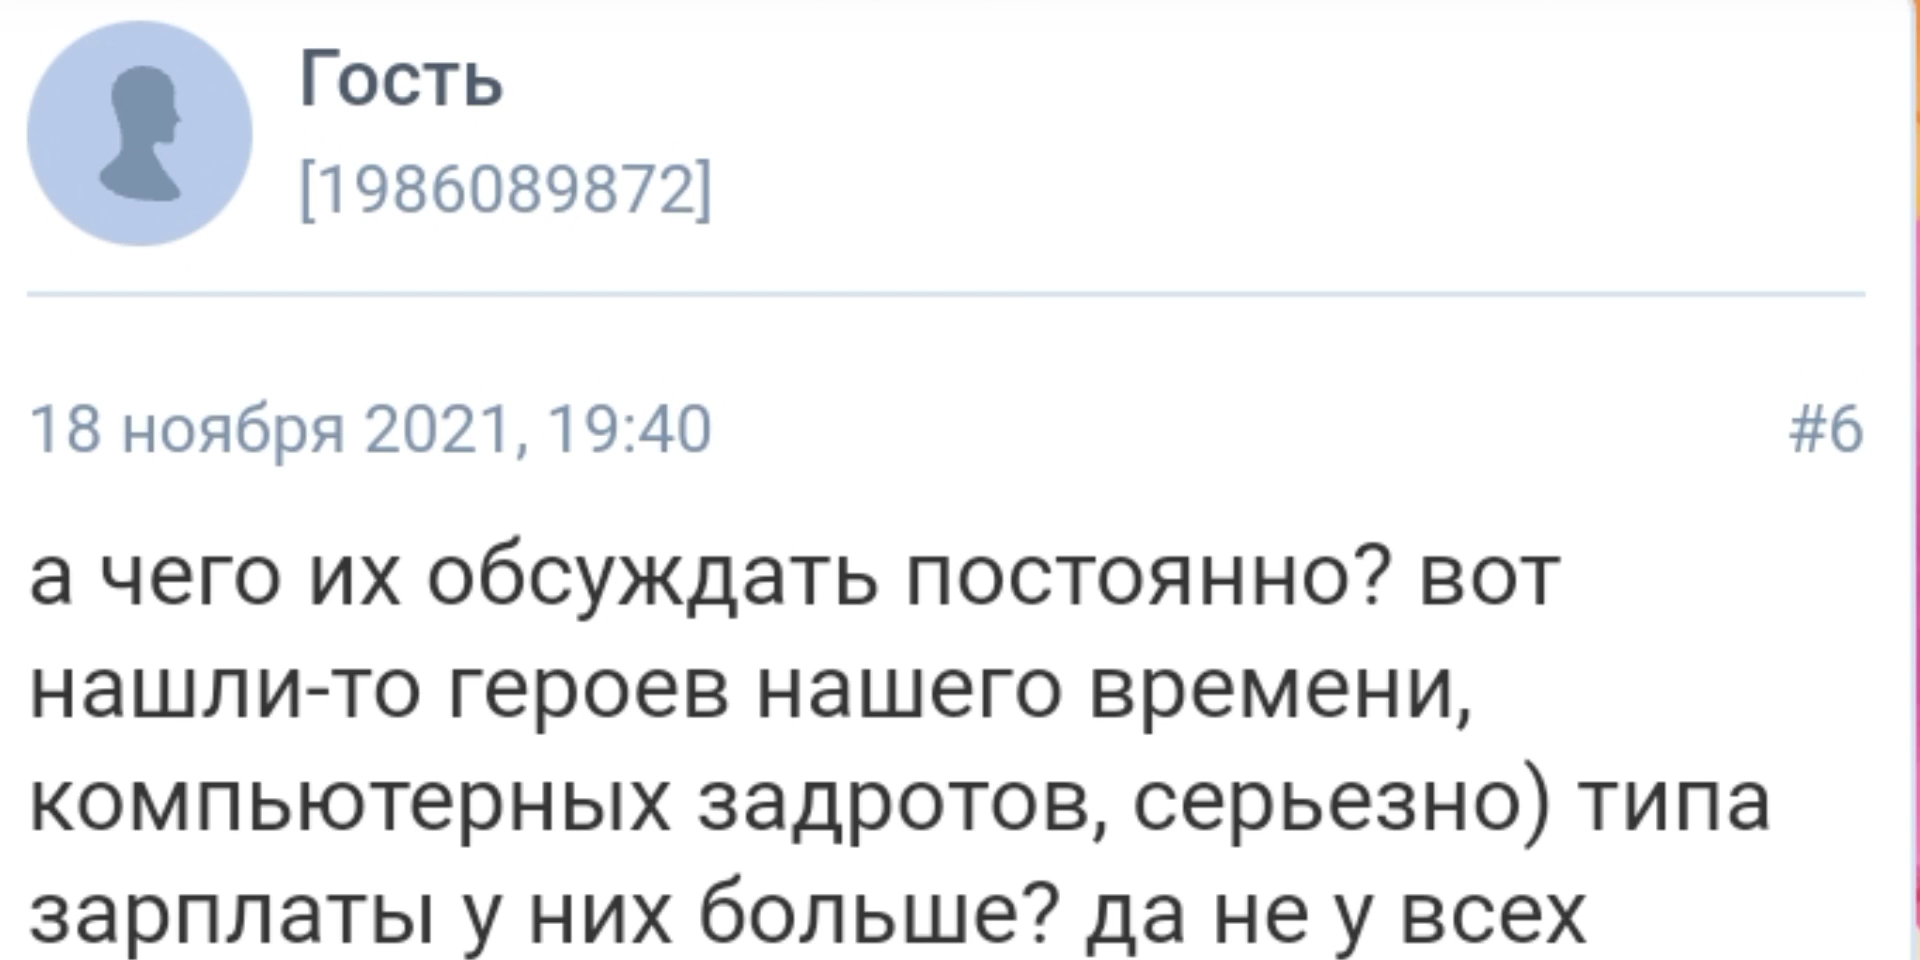 Гость
[1986089872]
18 ноября 2021, 19:40
#6
а чего их обсуждать постоянно? вот
нашли-то героев нашего времени,
компьютерных задротов, серьезно) типа
зарплаты у них больше? да не у всех